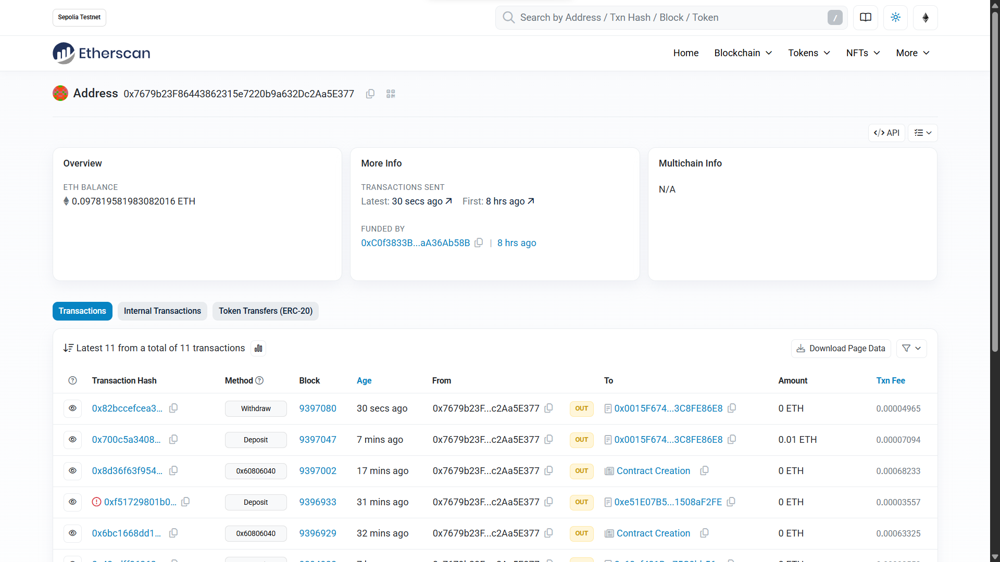 Sepolia Testnet
Search by Address / Txn Hash / Block / Token
/
Etherscan
Home
Blockchain
Tokens
NFTs
More
Address 0x7679b23F86443862315e7220b9a632Dc2Aa5E377
API
Overview
ETH BALANCE
0.097819581983082016 ETH
More Info
TRANSACTIONS SENT
Latest: 30 secs ago First: 8 hrs ago
FUNDED BY
0xC0f3833B...aA36Ab58B | 8 hrs ago
Multichain Info
N/A
Transactions
Internal Transactions
Token Transfers (ERC-20)
Latest 11 from a total of 11 transactions
Download Page Data
Transaction Hash Method Block Age From To Amount Txn Fee
0x82bccefcea3... Withdraw 9397080 30 secs ago 0x7679b23F...c2Aa5E377 OUT 0x0015F674...3C8FE86E8 0 ETH 0.00004965
0x700c5a3408... Deposit 9397047 7 mins ago 0x7679b23F...c2Aa5E377 OUT 0x0015F674...3C8FE86E8 0.01 ETH 0.00007094
0x8d36f63f954... 0x60806040 9397002 17 mins ago 0x7679b23F...c2Aa5E377 OUT Contract Creation 0 ETH 0.00068233
0xf51729801b0... Deposit 9396933 31 mins ago 0x7679b23F...c2Aa5E377 OUT 0xe51E07B5...1508aF2FE 0 ETH 0.00003557
0x6bc1668dd1... 0x60806040 9396929 32 mins ago 0x7679b23F...c2Aa5E377 OUT Contract Creation 0 ETH 0.00063325